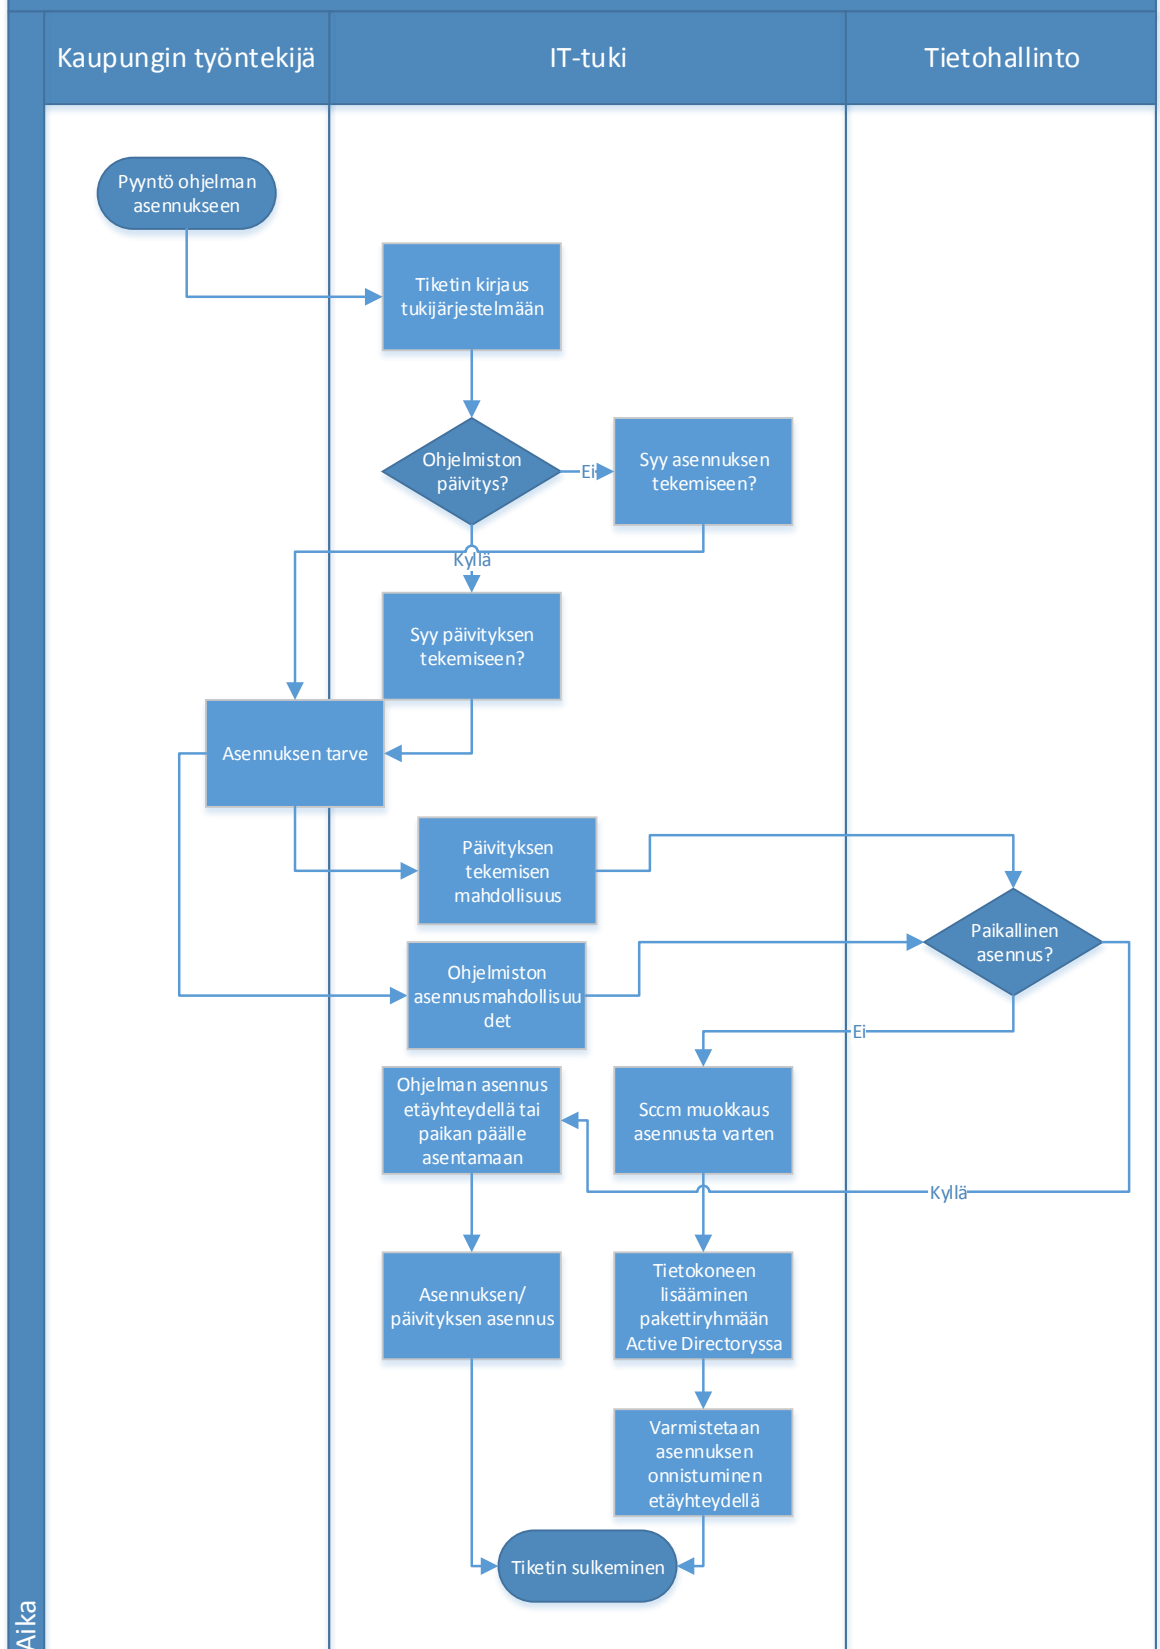 Kaupungin työntekijä
IT-tuki
Tietohallinto
Pyyntö ohjelman
asennukseen
Tiketin kirjaus
tukijärjestelmään
Ohjelmiston
päivitys?
Ei
Syy asennuksen
tekemiseen?
Kyllä
Syy päivityksen
tekemiseen?
Asennuksen tarve
Päivityksen
tekemisen
mahdollisuus
Paikallinen
asennus?
Ohjelmiston
asennusmahdollisuu
det
Ei
Ohjelman asennus
etäyhteydellä tai
paikan päälle
asentamaan
Sccm muokkaus
asennusta varten
Kyllä
Asennuksen/
päivityksen asennus
Tietokoneen
lisääminen
pakettiryhmään
Active Directoryssa
Varmistetaan
asennuksen
onnistuminen
etäyhteydellä
Tiketin sulkeminen
Aika